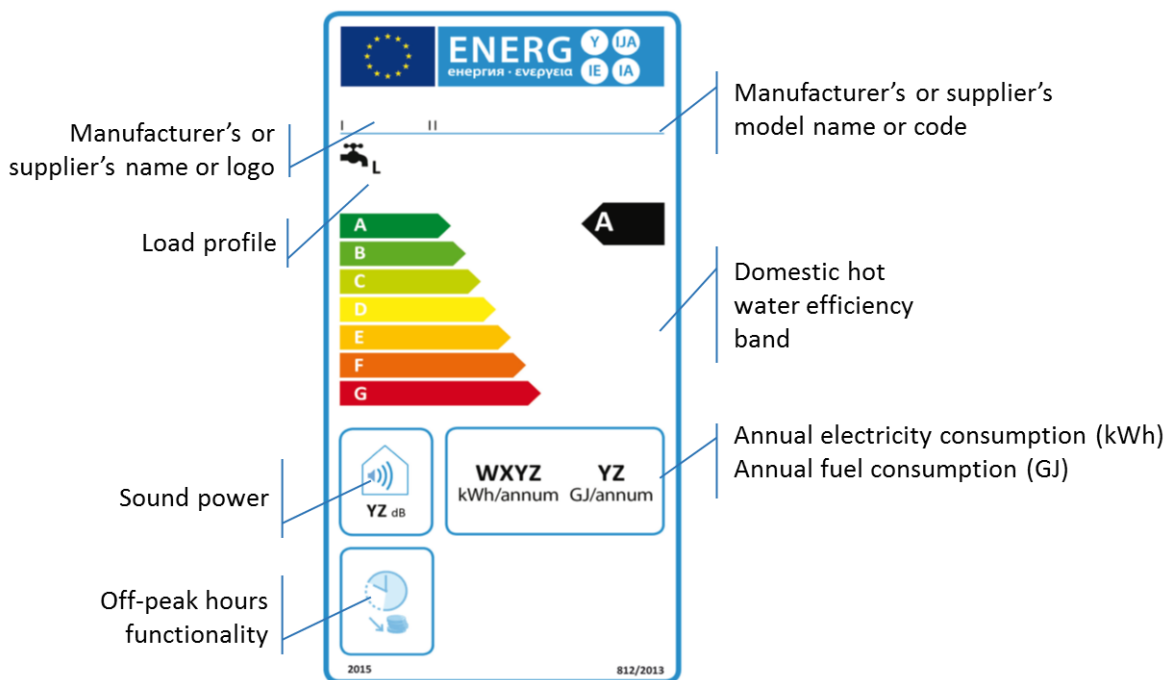 ENERG Y IJA
енергия · ενεργεια IE IA
Manufacturer’s or
supplier’s name or logo
Manufacturer’s or supplier’s
model name or code
I II
L
Load profile
A A
B
C
D
E
F
G
Domestic hot
water efficiency
band
Annual electricity consumption (kWh)
Annual fuel consumption (GJ)
WXYZ YZ
kWh/annum GJ/annum
Sound power
YZ dB
Off-peak hours
functionality
2015 812/2013